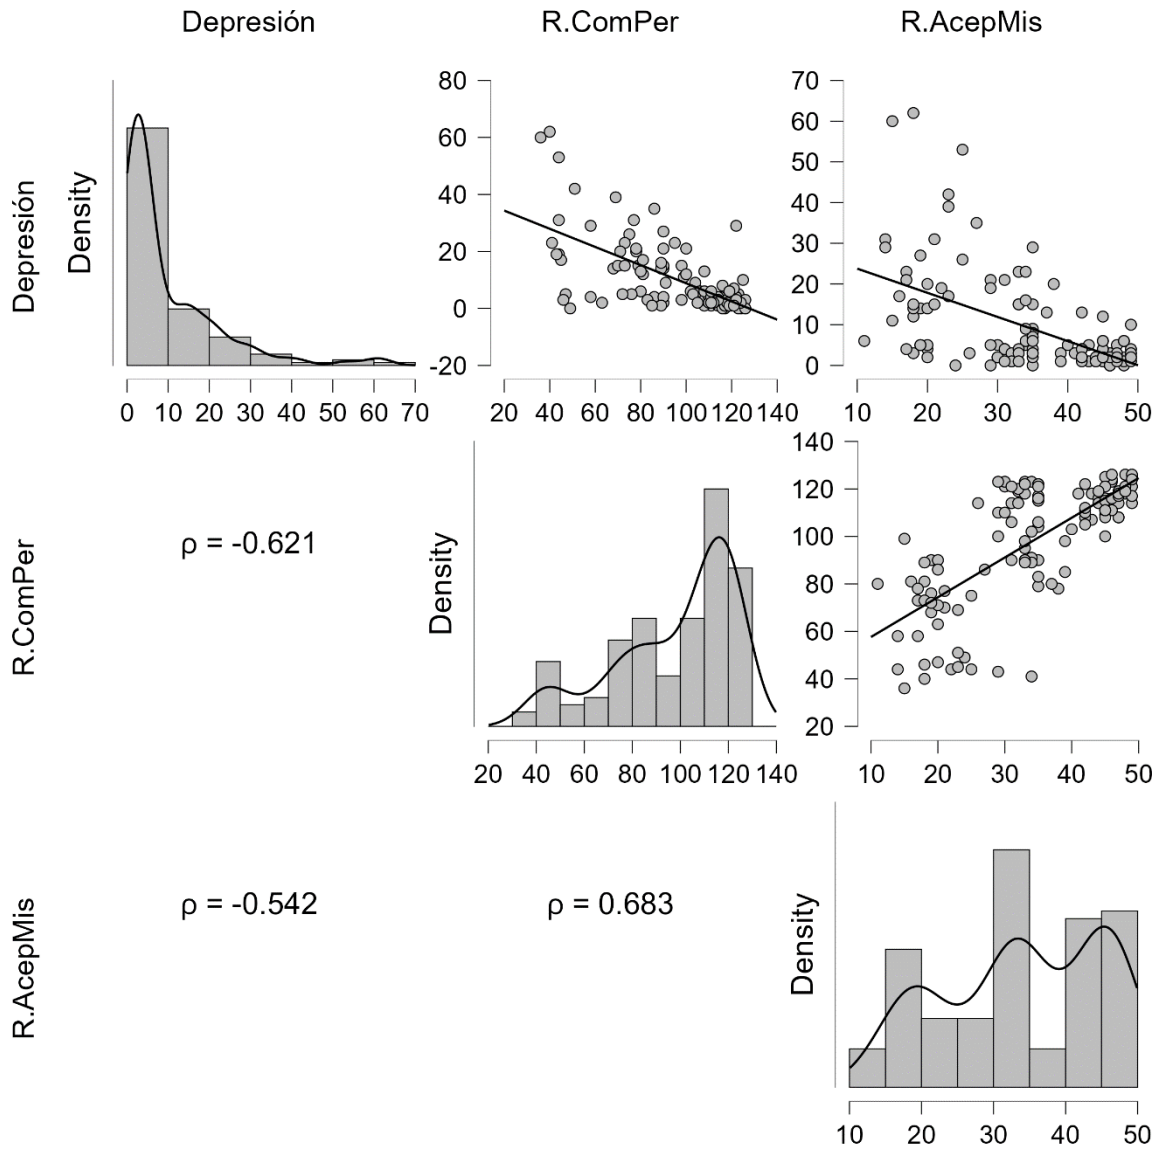 Depresión R.ComPer R.AcepMis
Depresión
Density
0 10 20 30 40 50 60 70
80
60
40
20
0
-20
20 40 60 80 100 120 140
70
60
50
40
30
20
10
0
10 20 30 40 50
R.ComPer
ρ = -0.621
Density
20 40 60 80 100 120 140
140
120
100
80
60
40
20
10 20 30 40 50
R.AcepMis
ρ = -0.542
ρ = 0.683
Density
10 20 30 40 50